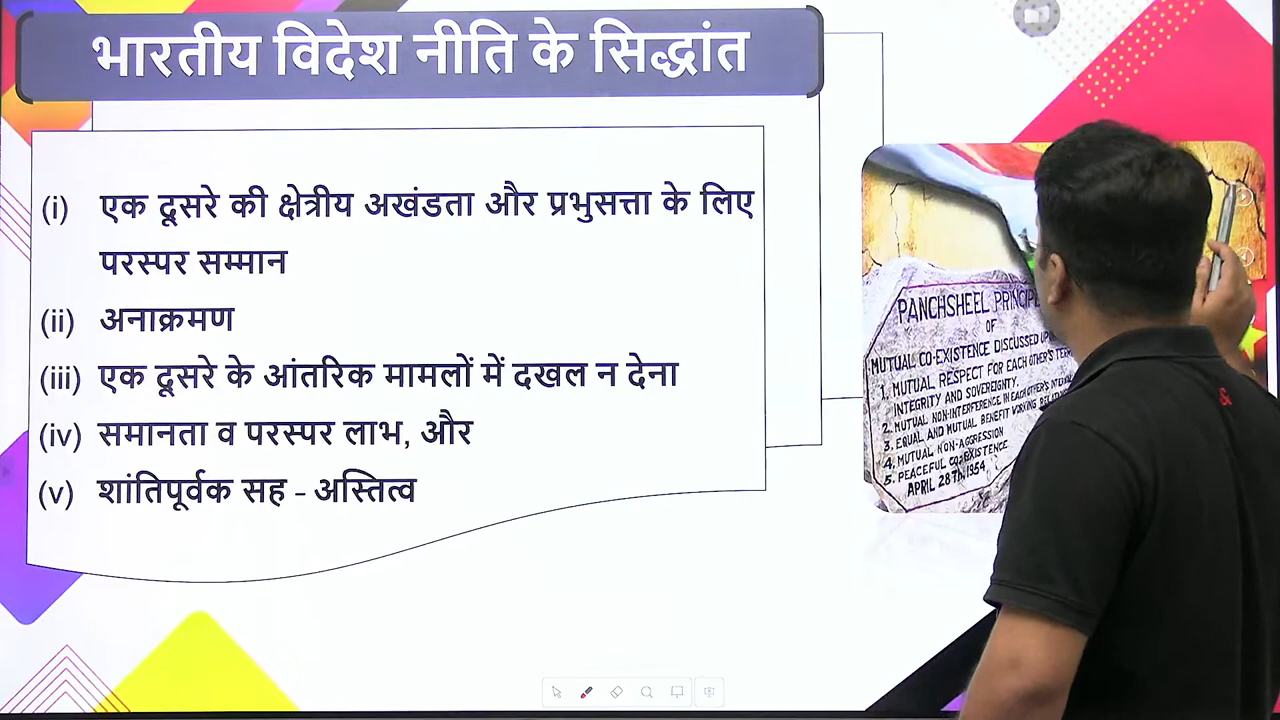 भारतीय विदेश नीति के सिद्धांत
(i) एक दूसरे की क्षेत्रीय अखंडता और प्रभुसत्ता के लिए
परस्पर सम्मान
(ii) अनाक्रमण
(iii) एक दूसरे के आंतरिक मामलों में दखल न देना
(iv) समानता व परस्पर लाभ, और
(v) शांतिपूर्वक सह - अस्तित्व
PANCHSHEEL
OF
MUTUAL CO-EXISTENCE DISCUSSED
1. MUTUAL RESPECT FOR EACH OTHER'S
INTEGRITY AND SOVEREIGNTY.
2. MUTUAL NON-INTERFERENCE IN EACH OTHER'S
3. EQUAL AND MUTUAL BENEFIT WORKING
4. MUTUAL NON-AGGRESSION
5. PEACEFUL CO-EXISTENCE
APRIL 28TH, 1954
&